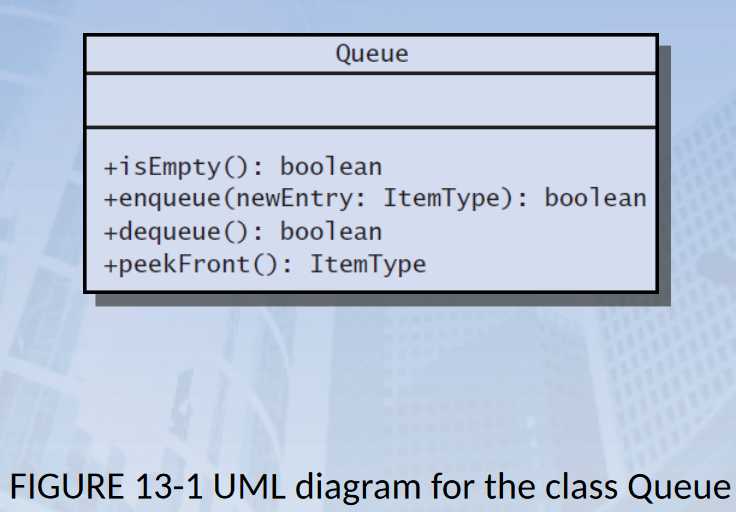 Queue
+isEmpty(): boolean
+enqueue(newEntry: ItemType): boolean
+dequeue(): boolean
+peekFront(): ItemType
FIGURE 13-1 UML diagram for the class Queue